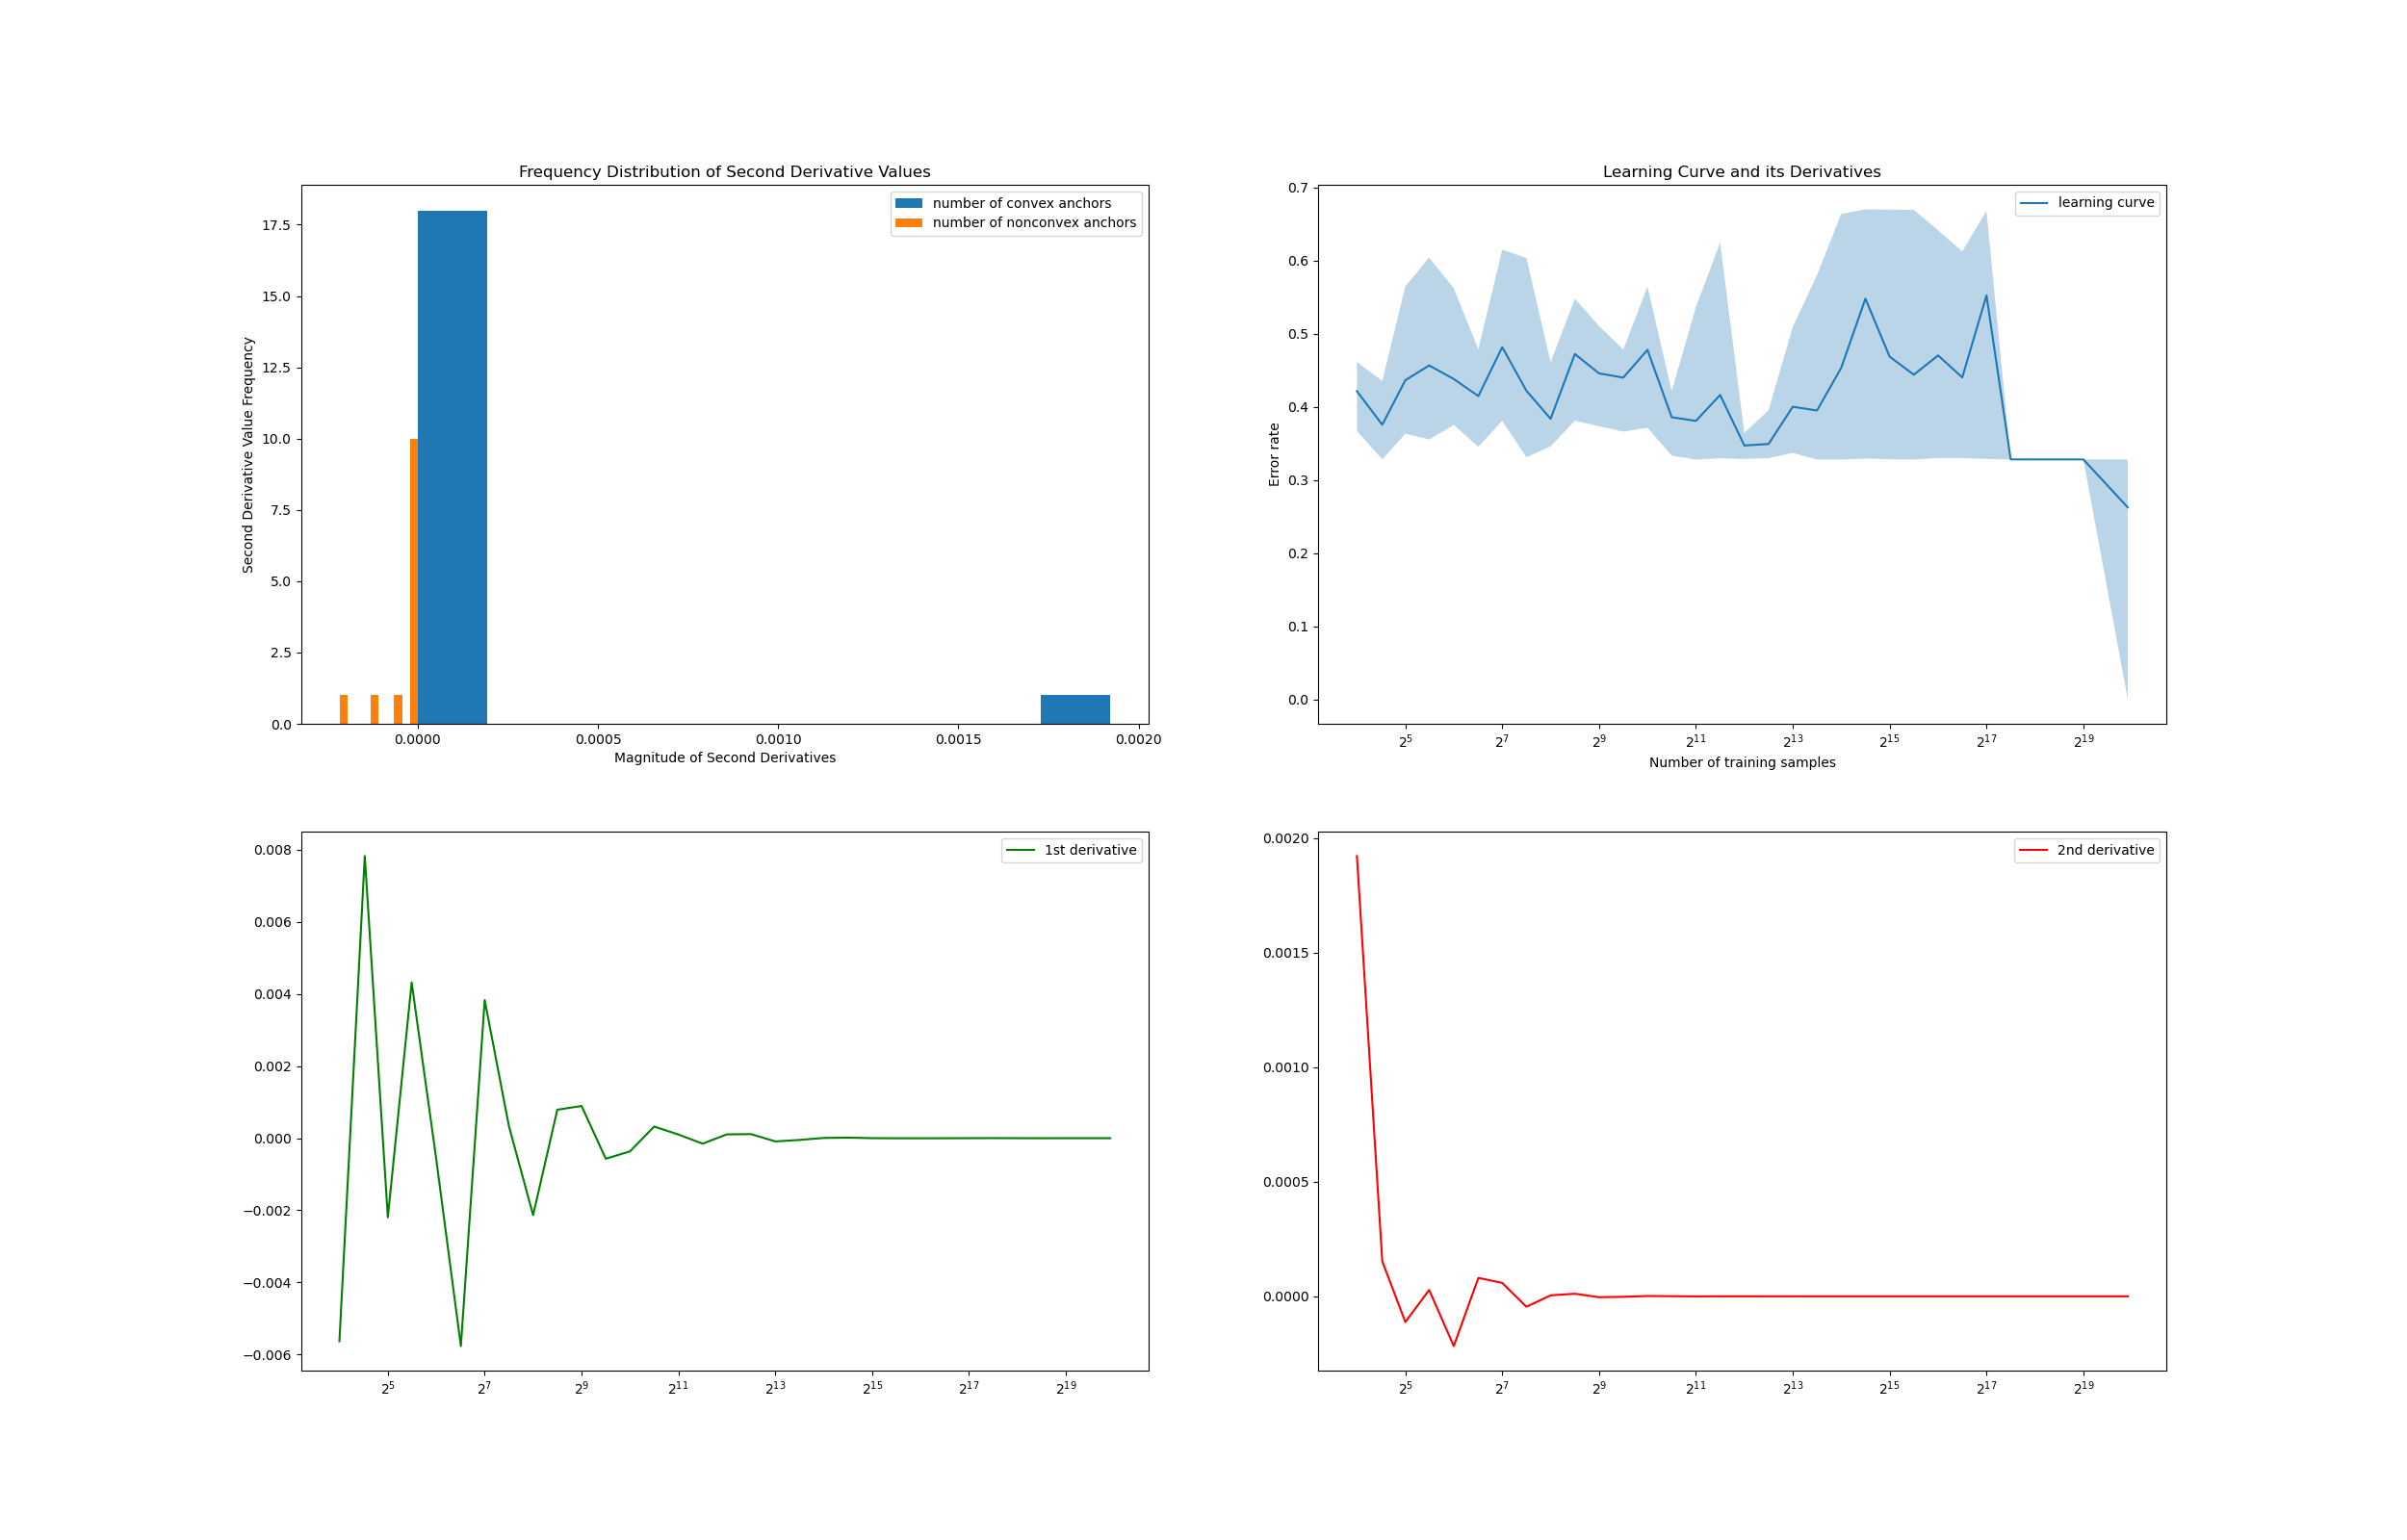 Frequency Distribution of Second Derivative Values
number of convex anchors
number of nonconvex anchors
17.5
15.0
12.5
10.0
7.5
5.0
2.5
0.0
Second Derivative Value Frequency
0.0000 0.0005 0.0010 0.0015 0.0020
Magnitude of Second Derivatives
Learning Curve and its Derivatives
learning curve
0.7
0.6
0.5
0.4
0.3
0.2
0.1
0.0
Error rate
2^5 2^7 2^9 2^11 2^13 2^15 2^17 2^19
Number of training samples
1st derivative
0.008
0.006
0.004
0.002
0.000
−0.002
−0.004
−0.006
2^5 2^7 2^9 2^11 2^13 2^15 2^17 2^19
2nd derivative
0.0020
0.0015
0.0010
0.0005
0.0000
2^5 2^7 2^9 2^11 2^13 2^15 2^17 2^19